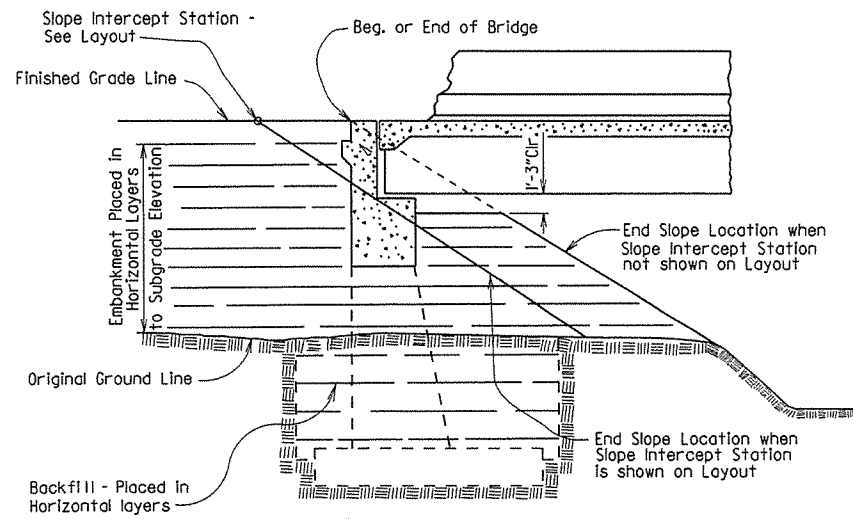 Slope Intercept Station -
See Layout
Beg. or End of Bridge
Finished Grade Line
Embankment Placed in
Horizontal Layers
to Subgrade Elevation
1'-3"Clr
End Slope Location when
Slope Intercept Station
not shown on Layout
Original Ground Line
End Slope Location when
Slope Intercept Station
is shown on Layout
Backfill - Placed in
Horizontal layers